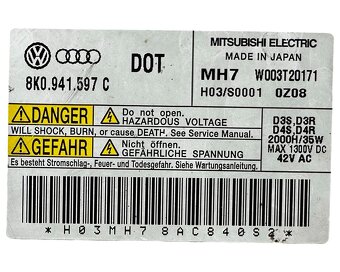 MITSUBISHI ELECTRIC
MADE IN JAPAN
DOT
8K0.941.597 C
MH7 W003T20171
H03/S0001 0Z08
DANGER
Do not open.
HAZARDOUS VOLTAGE
WILL SHOCK, BURN, or cause DEATH. See Service Manual.
GEFAHR
Nicht öffnen.
GEFÄHRLICHE SPANNUNG
Es besteht Stromschlag-, Feuer- und Todesgefahr. Siehe Wartungsanleitung.
D3S,D3R
D4S,D4R
2000H/35W
MAX 1300V DC
42V AC
*H03MH78AC840S2*